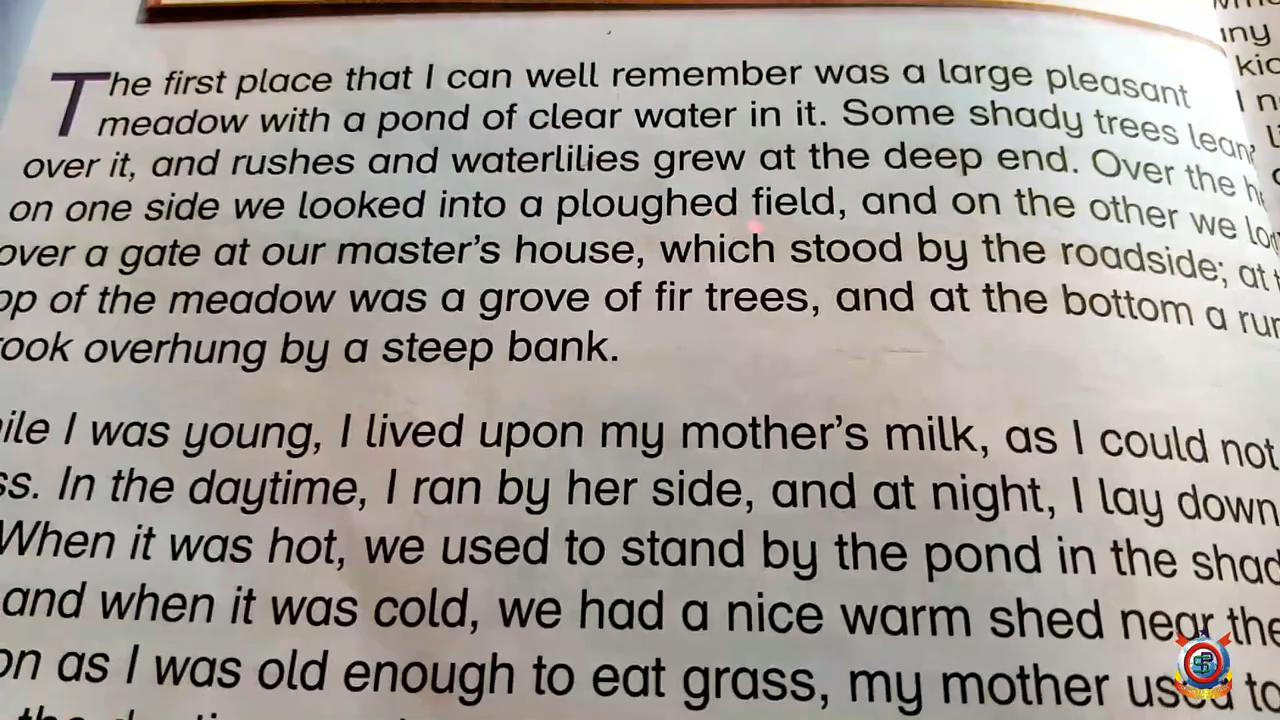 The first place that I can well remember was a large pleasant
meadow with a pond of clear water in it. Some shady trees
over it, and rushes and waterlilies grew at the deep end. Over the
on one side we looked into a ploughed field, and on the other we
over a gate at our master's house, which stood by the roadside; at
of the meadow was a grove of fir trees, and at the bottom a
overhung by a steep bank.
I was young, I lived upon my mother's milk, as I could not
In the daytime, I ran by her side, and at night, I lay down
When it was hot, we used to stand by the pond in the
and when it was cold, we had a nice warm shed near the
as I was old enough to eat grass, my mother used to